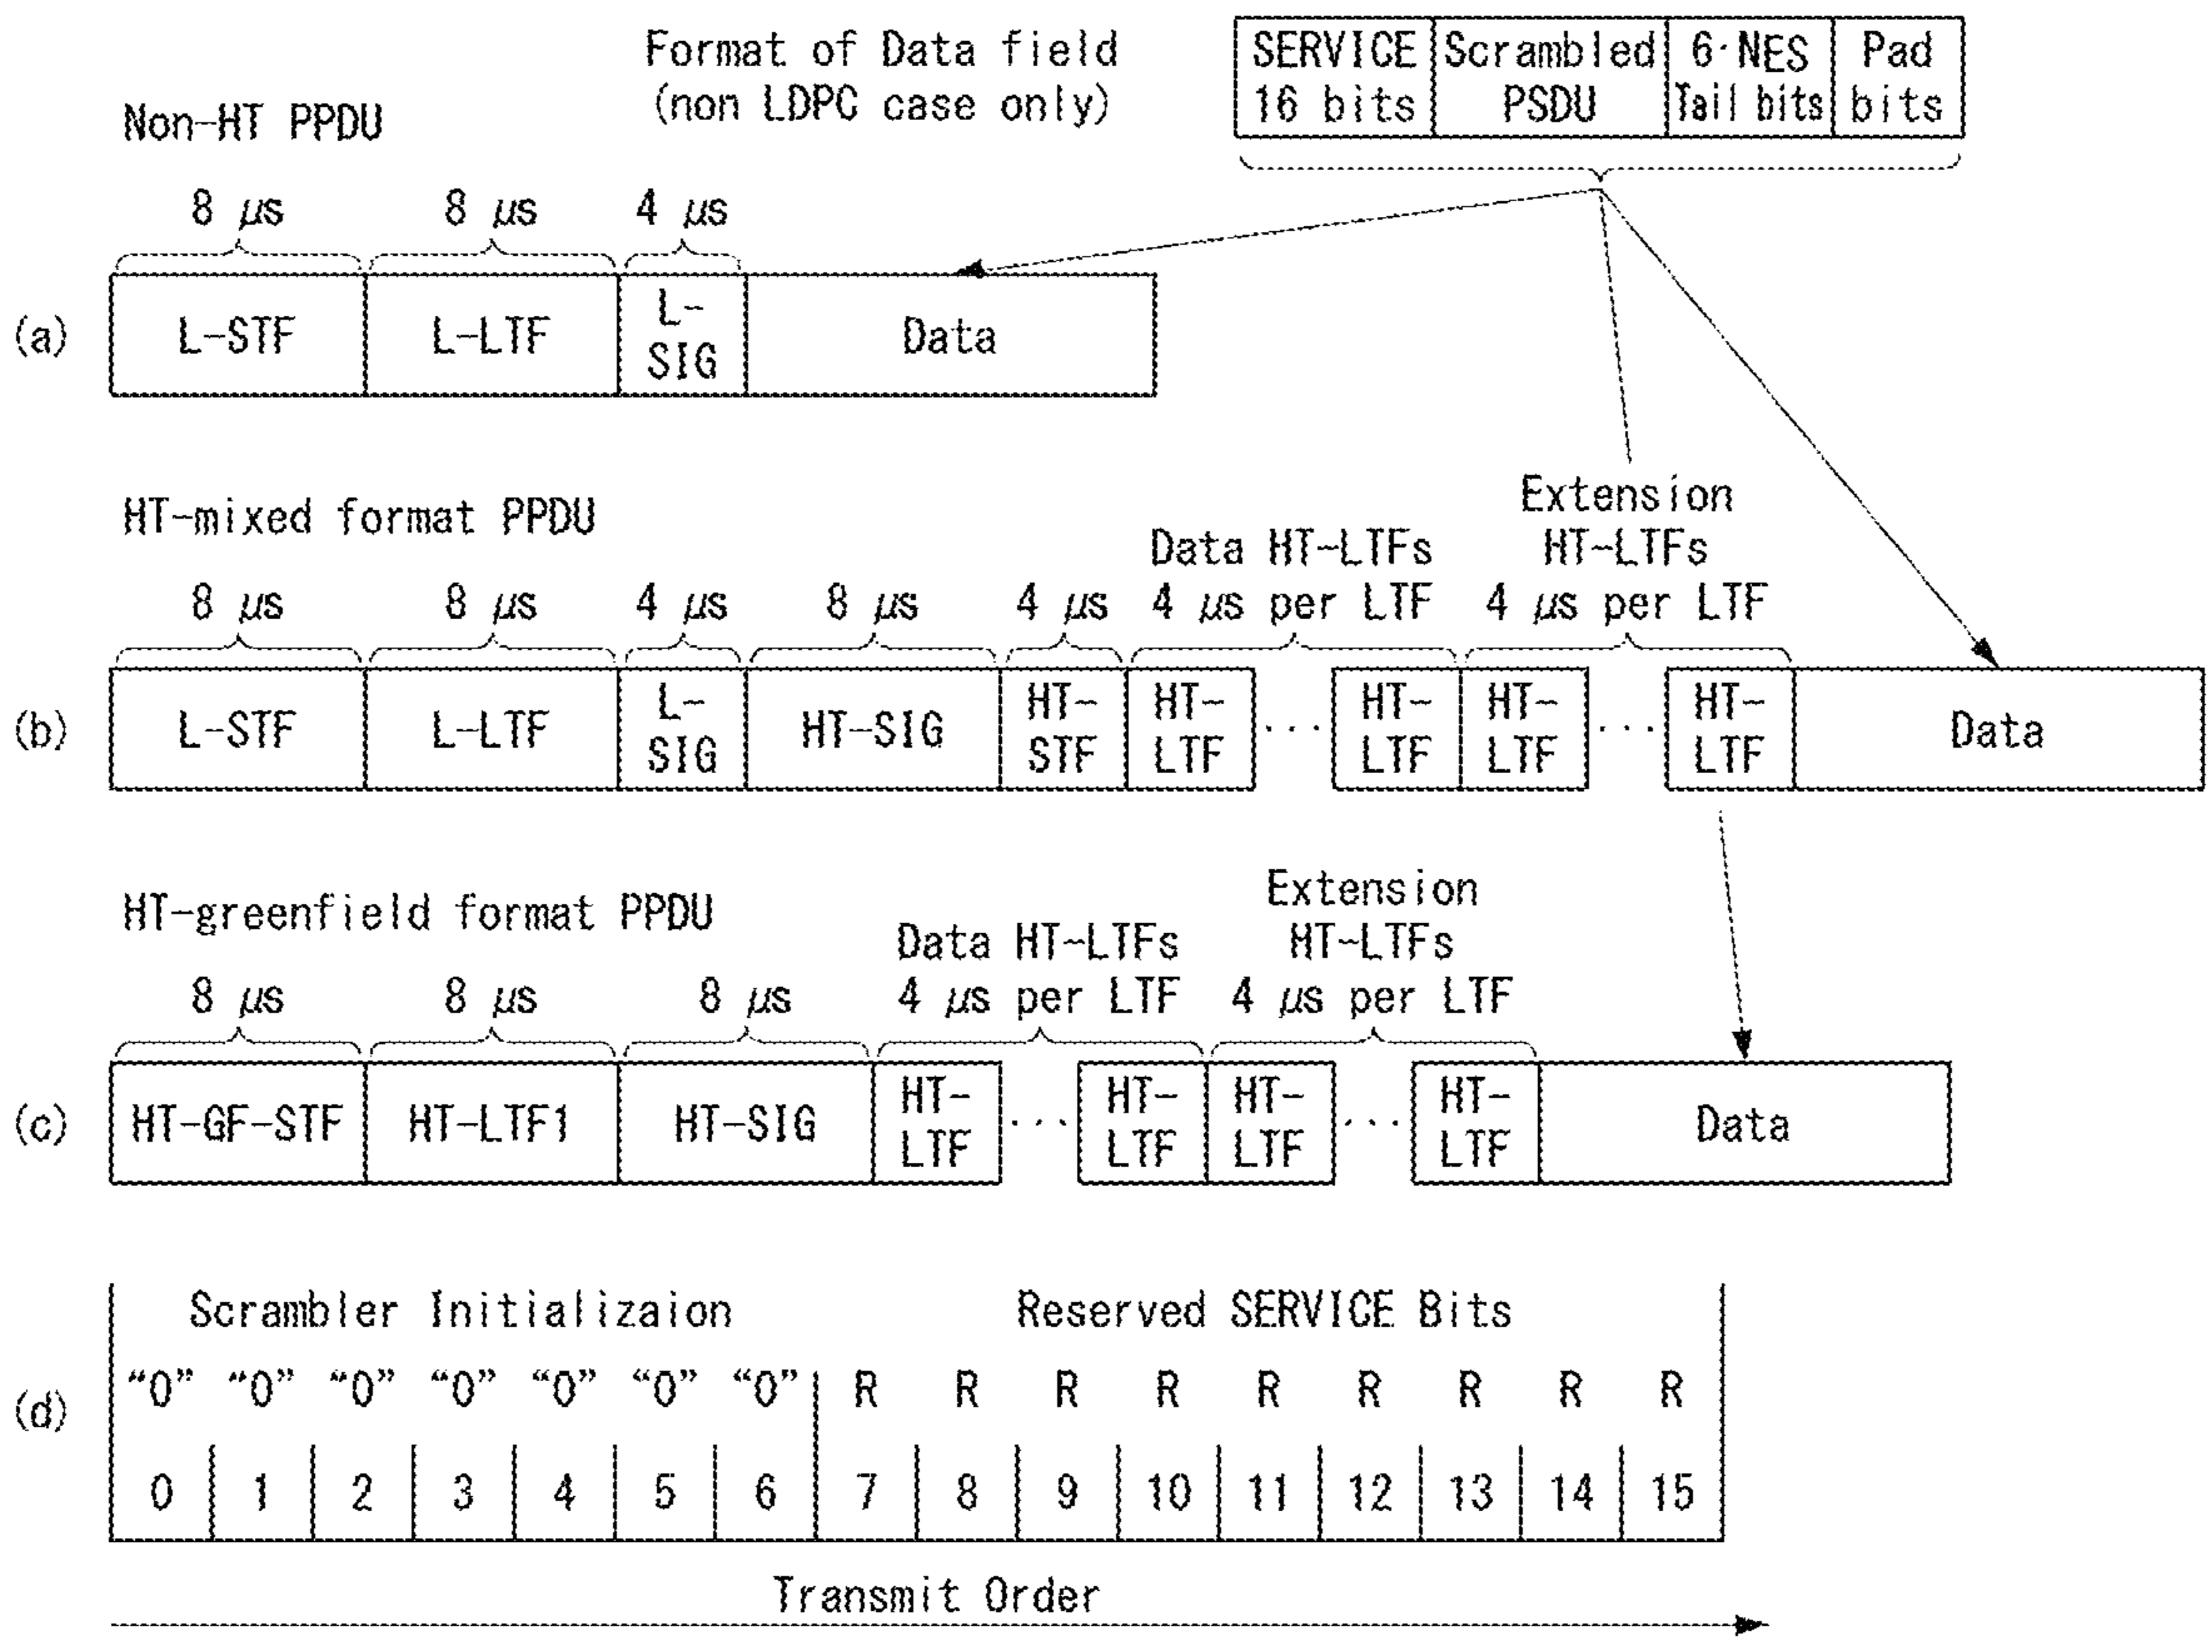 Format of Data field
(non LDPC case only)
SERVICE
16 bits
Scrambled
PSDU
6·NES
Tail bits
Pad
bits
Non-HT PPDU
8 μs
8 μs
4 μs
(a)
L-STF
L-LTF
L-
SIG
Data
HT-mixed format PPDU
Data HT-LTFs
Extension
HT-LTFs
8 μs
8 μs
4 μs
8 μs
4 μs
4 μs per LTF
4 μs per LTF
(b)
L-STF
L-LTF
L-
SIG
HT-SIG
HT-
STF
HT-
LTF
...
HT-
LTF
HT-
LTF
...
HT-
LTF
Data
HT-greenfield format PPDU
Data HT-LTFs
Extension
HT-LTFs
8 μs
8 μs
8 μs
4 μs per LTF
4 μs per LTF
(c)
HT-GF-STF
HT-LTF1
HT-SIG
HT-
LTF
...
HT-
LTF
HT-
LTF
...
HT-
LTF
Data
(d)
Scrambler Initializaion
Reserved SERVICE Bits
“0” “0” “0” “0” “0” “0” “0” R R R R R R R R R
0 1 2 3 4 5 6 7 8 9 10 11 12 13 14 15
Transmit Order